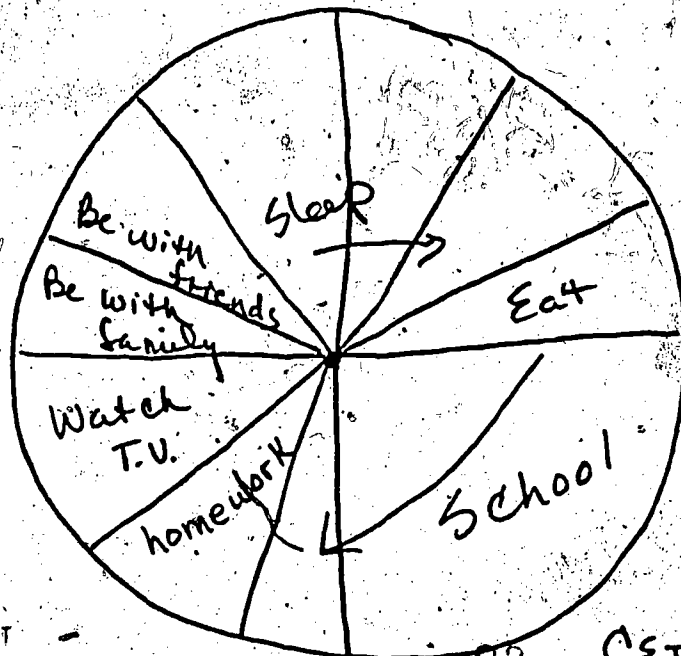 Sleep
Be with
friends
Be with
family
Eat
Watch
T.V.
homework
School